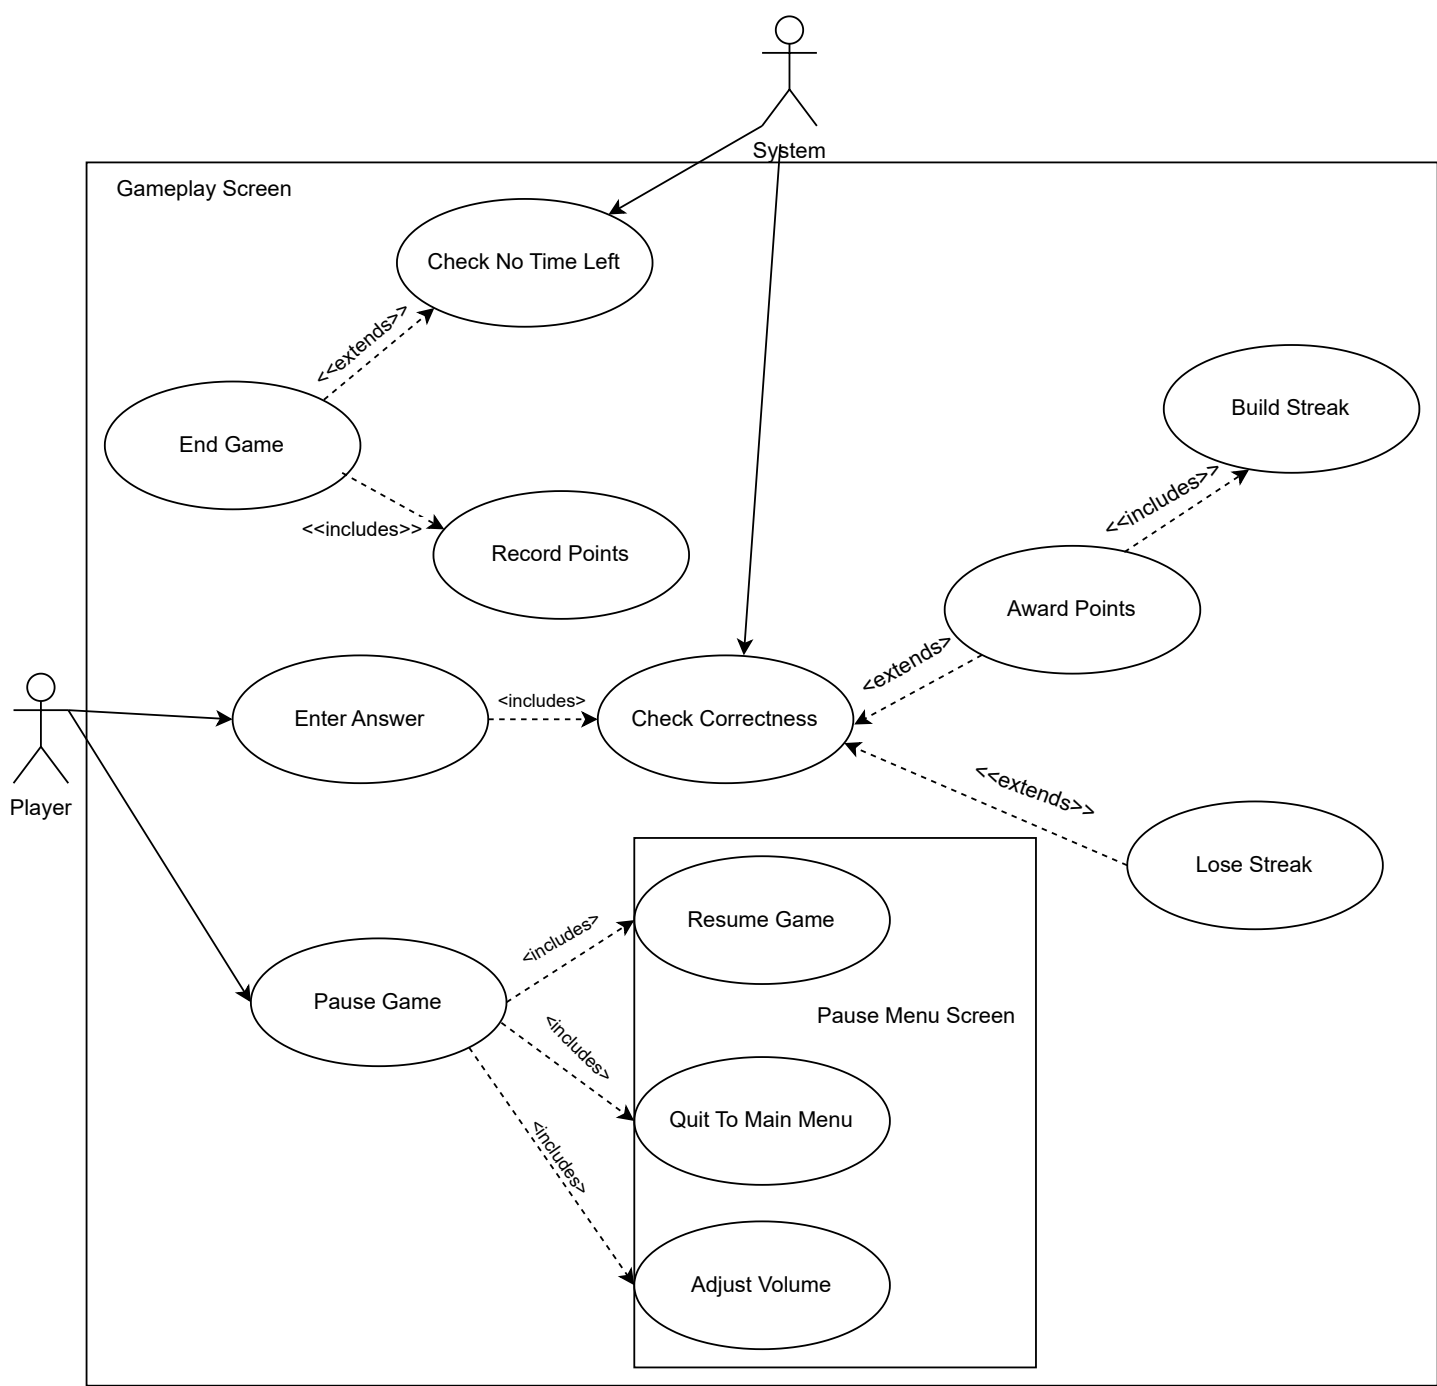 System
Gameplay Screen
Check No Time Left
<<extends>>
Build Streak
End Game
<<includes>>
<<includes>>
Record Points
Award Points
<extends>
Player
Enter Answer
<includes>
Check Correctness
<<extends>>
Lose Streak
Resume Game
<includes>
Pause Game
Pause Menu Screen
<includes>
Quit To Main Menu
<includes>
Adjust Volume